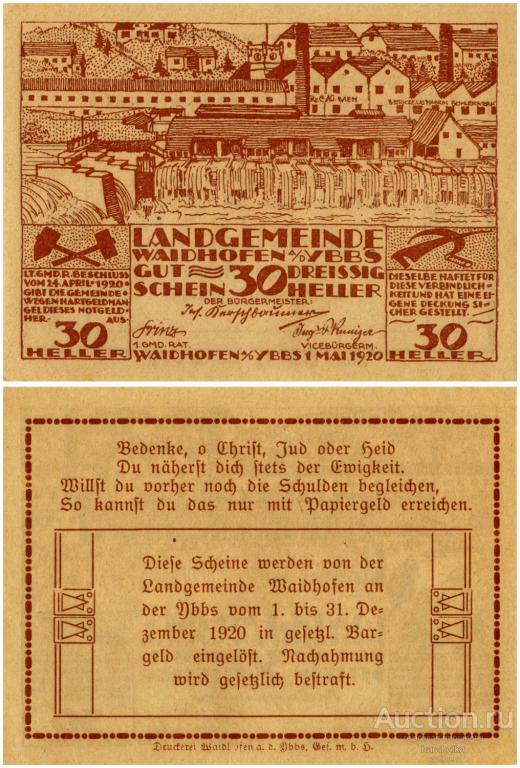 LANDGEMEINDE
WAIDHOFEN A/YBBS
GUT 30 DREISSIG
SCHEIN HELLER
DER BÜRGERMEISTER:
LT. GMD. R. BESCHLUSS
VOM 24. APRIL 1920
GIBT DIE GEMEINDE
WEGEN HARTGELDMAN-
GEL DIESES NOTGELD
HER- AUS.
30
HELLER
1. GMD. RAT.
VICEBÜRGERM.
WAIDHOFEN A/YBBS 1 MAI 1920
DIESELBE HAFTET FÜR
DIESE VERBINDLICH-
KEIT UND HAT EINE EI-
GENE DECKUNG SI-
CHER GESTELLT.
30
HELLER
Bedenke, o Christ, Jud oder Heid
Du näherst dich stets der Ewigkeit.
Willst du vorher noch die Schulden begleichen,
So kannst du das nur mit Papiergeld erreichen.
Diese Scheine werden von der
Landgemeinde Waidhofen an
der Ybbs vom 1. bis 31. De-
zember 1920 in gesetzl. Bar-
geld eingelöst. Nachahmung
wird gesetzlich bestraft.
Druckerei Waidhofen a. d. Ybbs, Ges. m. b. H.
Auction.ru